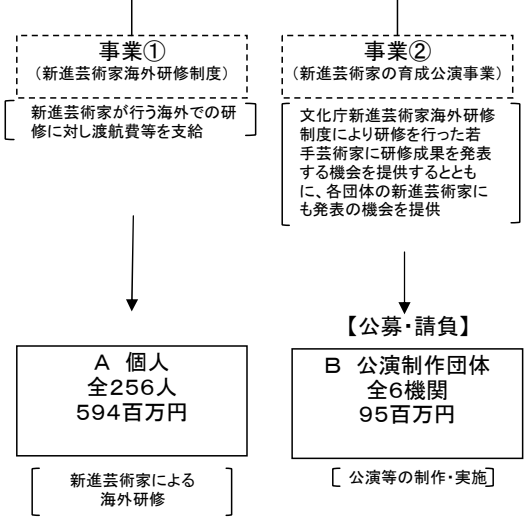 事業①
（新進芸術家海外研修制度）
新進芸術家が行う海外での研
修に対し渡航費等を支給
A 個人
全256人
594百万円
新進芸術家による
海外研修
事業②
（新進芸術家の育成公演事業）
文化庁新進芸術家海外研修
制度により研修を行った若
手芸術家に研修成果を発表
する機会を提供するととも
に、各団体の新進芸術家に
も発表の機会を提供
【公募・請負】
B 公演制作団体
全6機関
95百万円
公演等の制作・実施